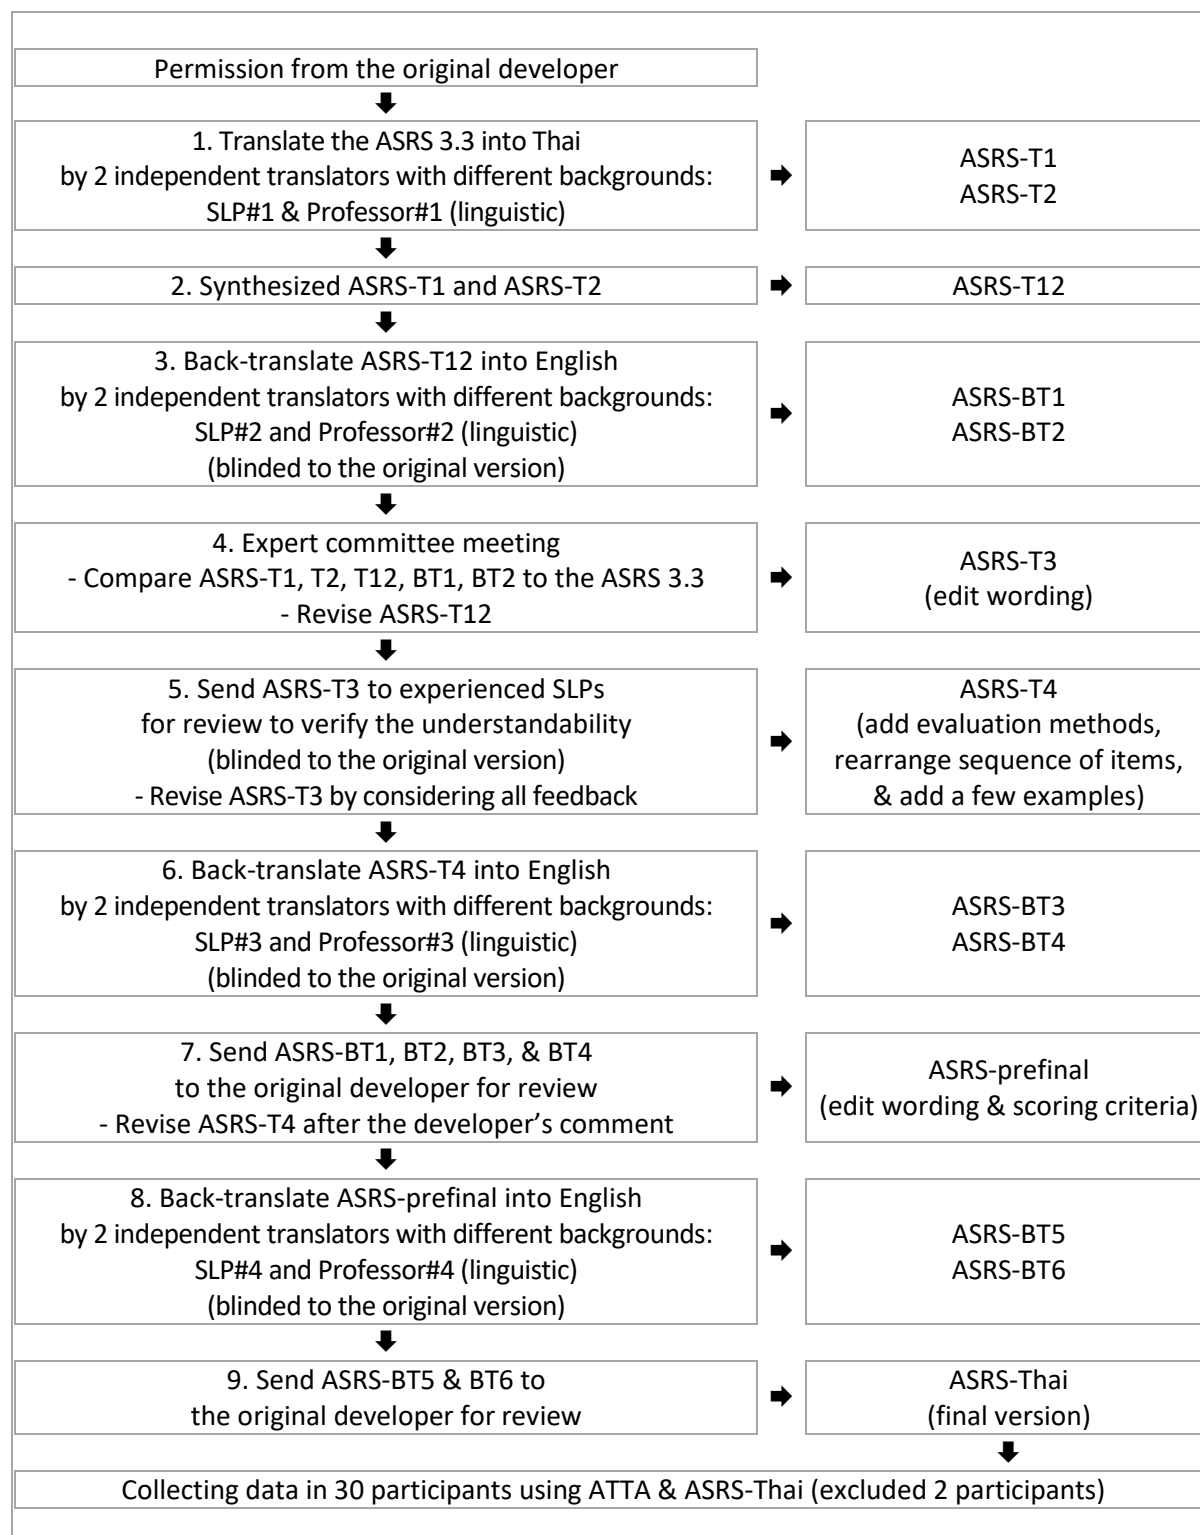 Permission from the original developer
1. Translate the ASRS 3.3 into Thai
by 2 independent translators with different backgrounds:
SLP#1 & Professor#1 (linguistic)
ASRS-T1
ASRS-T2
2. Synthesized ASRS-T1 and ASRS-T2
ASRS-T12
3. Back-translate ASRS-T12 into English
by 2 independent translators with different backgrounds:
SLP#2 and Professor#2 (linguistic)
(blinded to the original version)
ASRS-BT1
ASRS-BT2
4. Expert committee meeting
- Compare ASRS-T1, T2, T12, BT1, BT2 to the ASRS 3.3
- Revise ASRS-T12
ASRS-T3
(edit wording)
5. Send ASRS-T3 to experienced SLPs
for review to verify the understandability
(blinded to the original version)
- Revise ASRS-T3 by considering all feedback
ASRS-T4
(add evaluation methods,
rearrange sequence of items,
& add a few examples)
6. Back-translate ASRS-T4 into English
by 2 independent translators with different backgrounds:
SLP#3 and Professor#3 (linguistic)
(blinded to the original version)
ASRS-BT3
ASRS-BT4
7. Send ASRS-BT1, BT2, BT3, & BT4
to the original developer for review
- Revise ASRS-T4 after the developer’s comment
ASRS-prefinal
(edit wording & scoring criteria)
8. Back-translate ASRS-prefinal into English
by 2 independent translators with different backgrounds:
SLP#4 and Professor#4 (linguistic)
(blinded to the original version)
ASRS-BT5
ASRS-BT6
9. Send ASRS-BT5 & BT6 to
the original developer for review
ASRS-Thai
(final version)
Collecting data in 30 participants using ATTA & ASRS-Thai (excluded 2 participants)